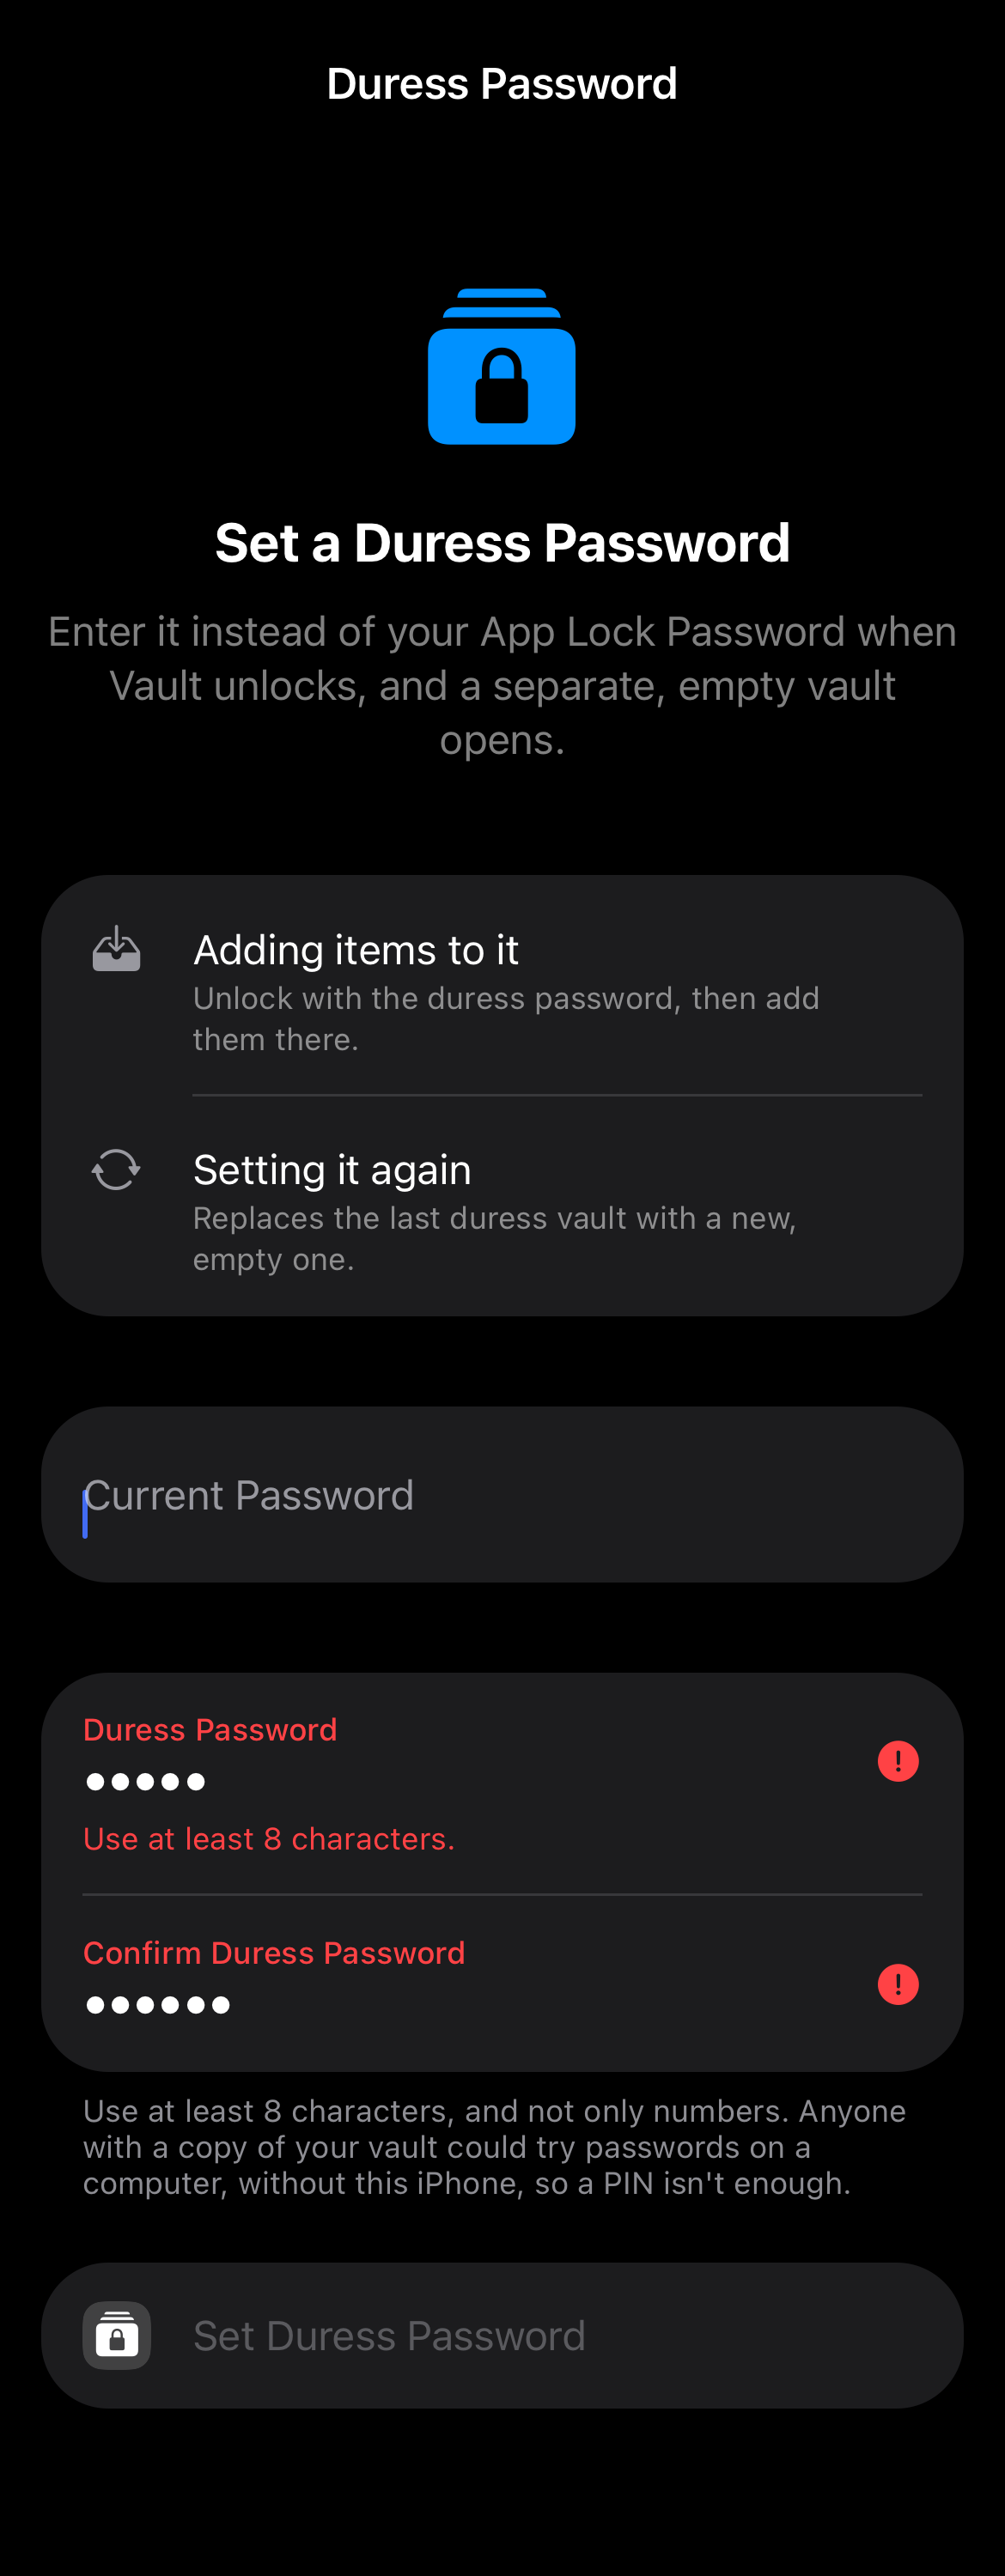 Duress Password
Set a Duress Password
Enter it instead of your App Lock Password when
Vault unlocks, and a separate, empty vault
opens.
Adding items to it
Unlock with the duress password, then add
them there.
Setting it again
Replaces the last duress vault with a new,
empty one.
Current Password
Duress Password
●●●●●
Use at least 8 characters.
Confirm Duress Password
●●●●●●
Use at least 8 characters, and not only numbers. Anyone
with a copy of your vault could try passwords on a
computer, without this iPhone, so a PIN isn't enough.
Set Duress Password